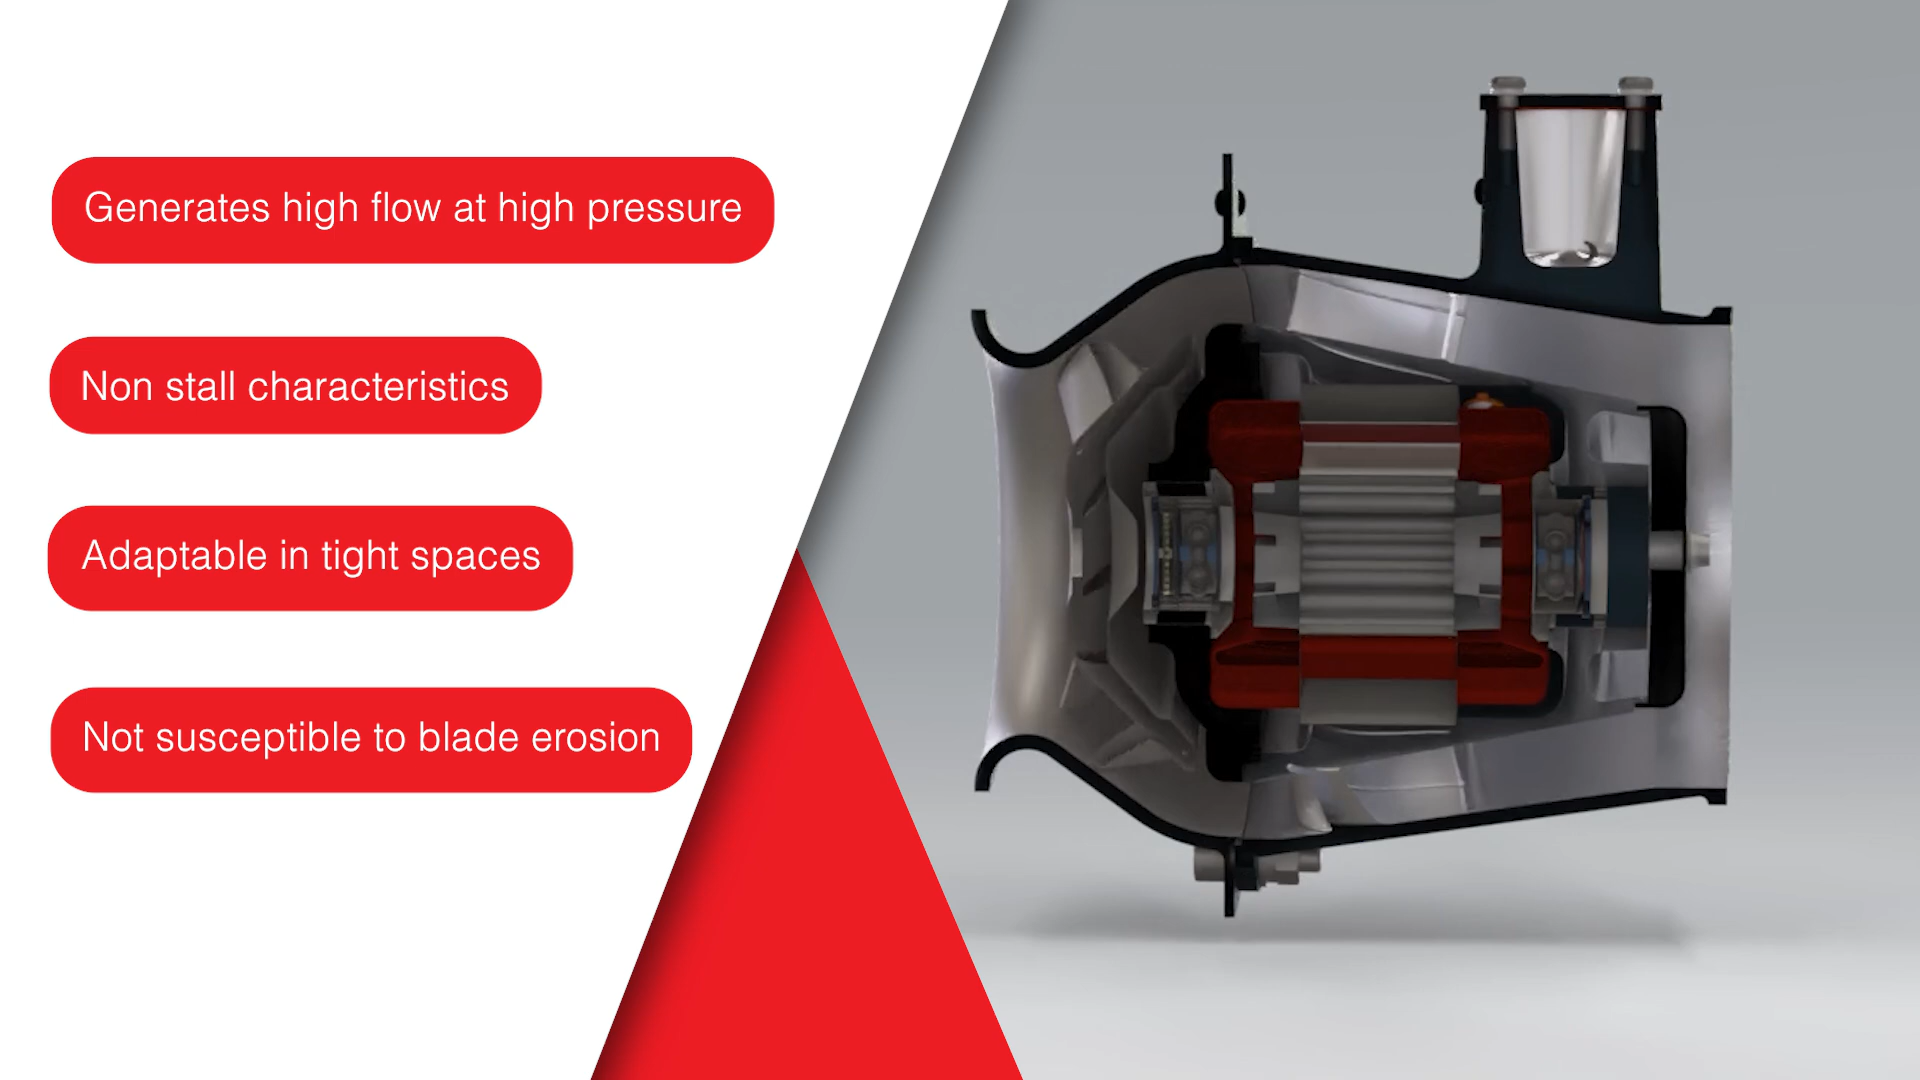 Generates high flow at high pressure
Non stall characteristics
Adaptable in tight spaces
Not susceptible to blade erosion